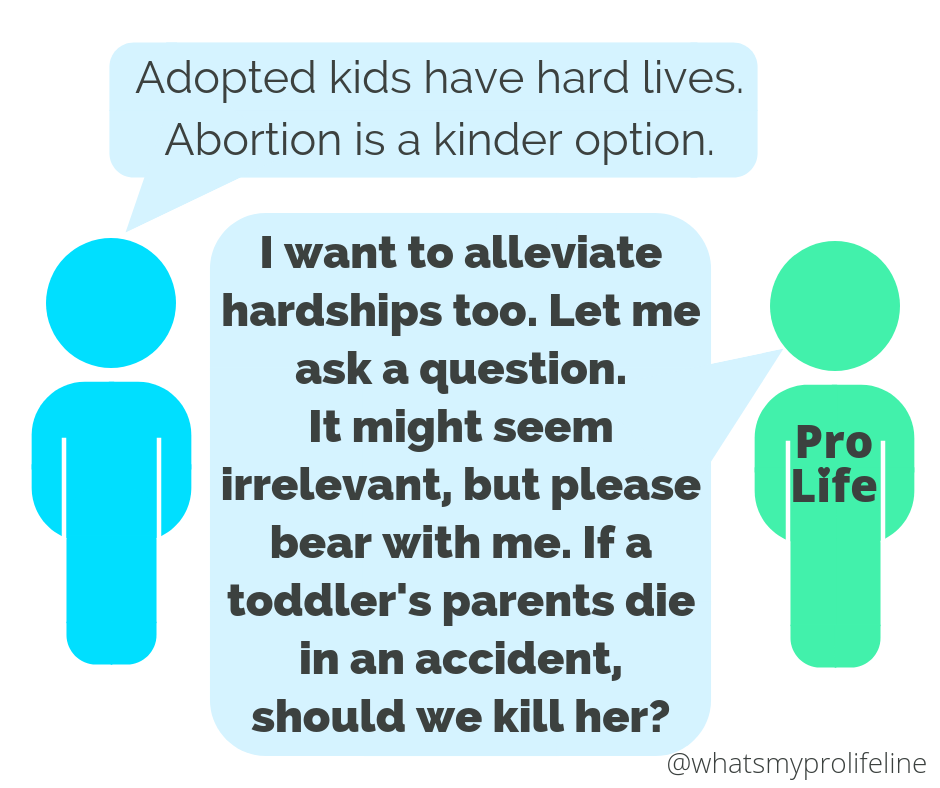 Adopted kids have hard lives.
Abortion is a kinder option.
I want to alleviate
hardships too. Let me
ask a question.
It might seem
irrelevant, but please
bear with me. If a
toddler's parents die
in an accident,
should we kill her?
Pro
Life
@whatsmyprolifeline